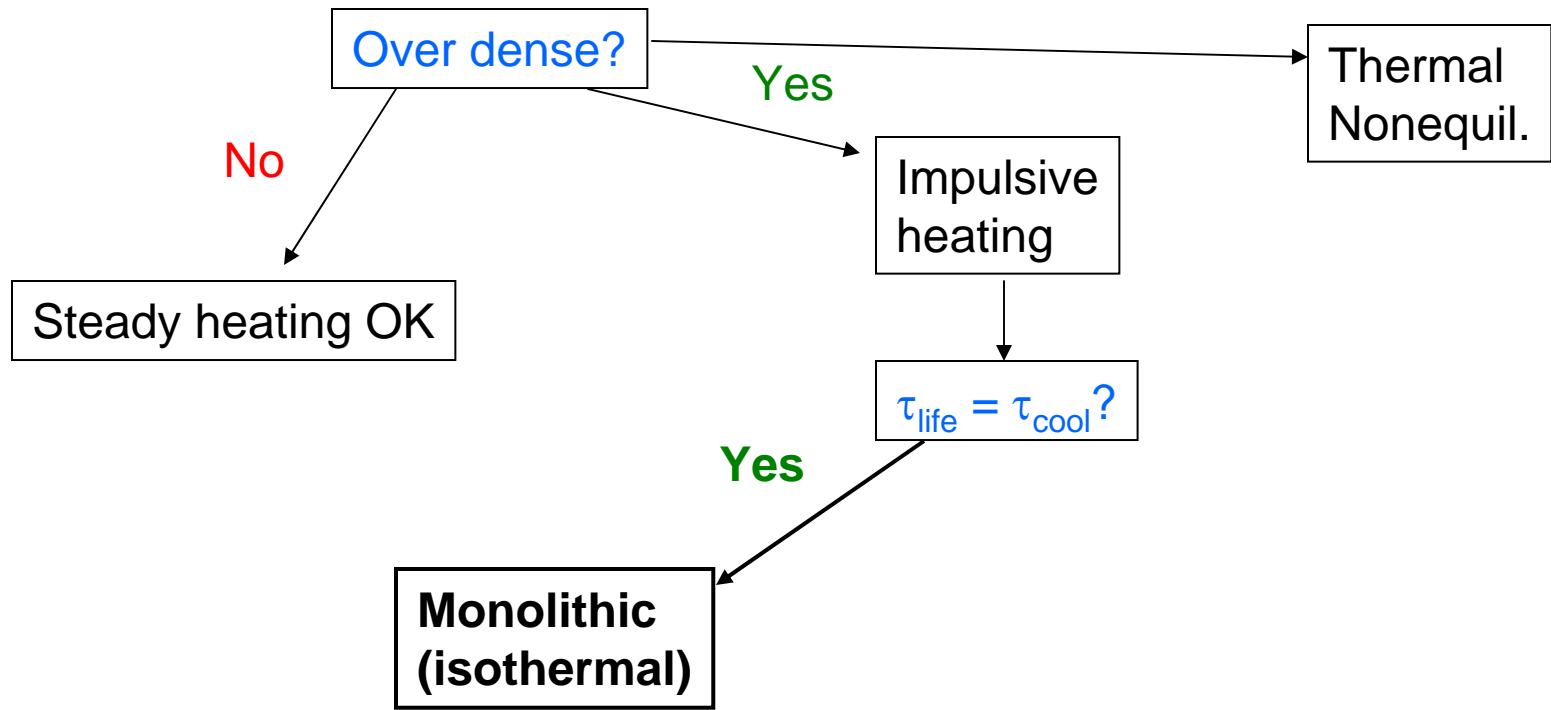 Over dense?
Yes
Thermal
Nonequil.
No
Impulsive
heating
Steady heating OK
τlife = τcool?
Yes
Monolithic
(isothermal)